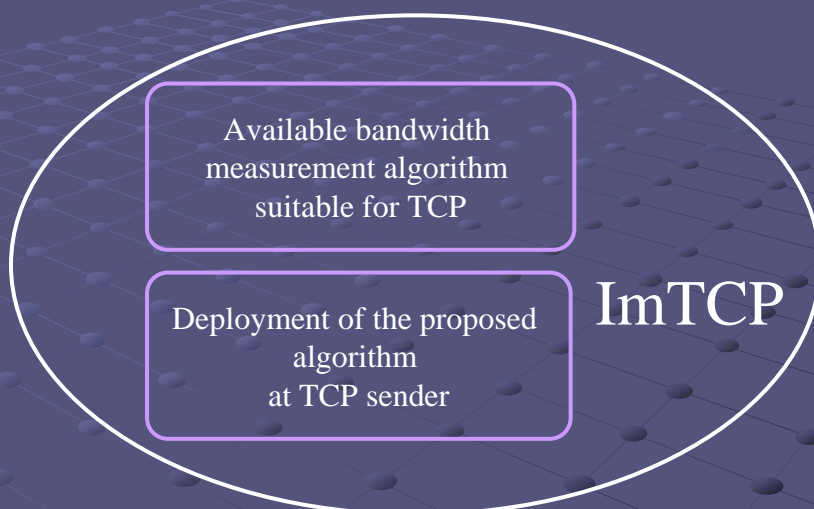 Available bandwidth
measurement algorithm
suitable for TCP
Deployment of the proposed
algorithm
at TCP sender
ImTCP